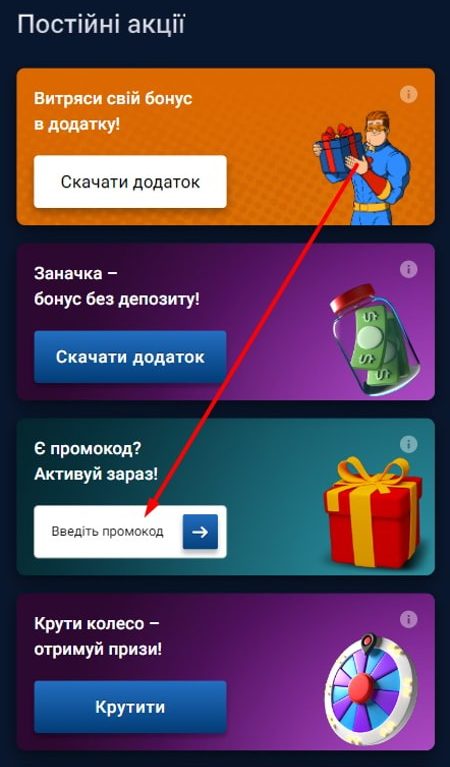 Постійні акції
Витряси свій бонус
в додатку!
Скачати додаток
Заначка –
бонус без депозиту!
Скачати додаток
Є промокод?
Активуй зараз!
Введіть промокод
Крути колесо –
отримуй призи!
Крутити